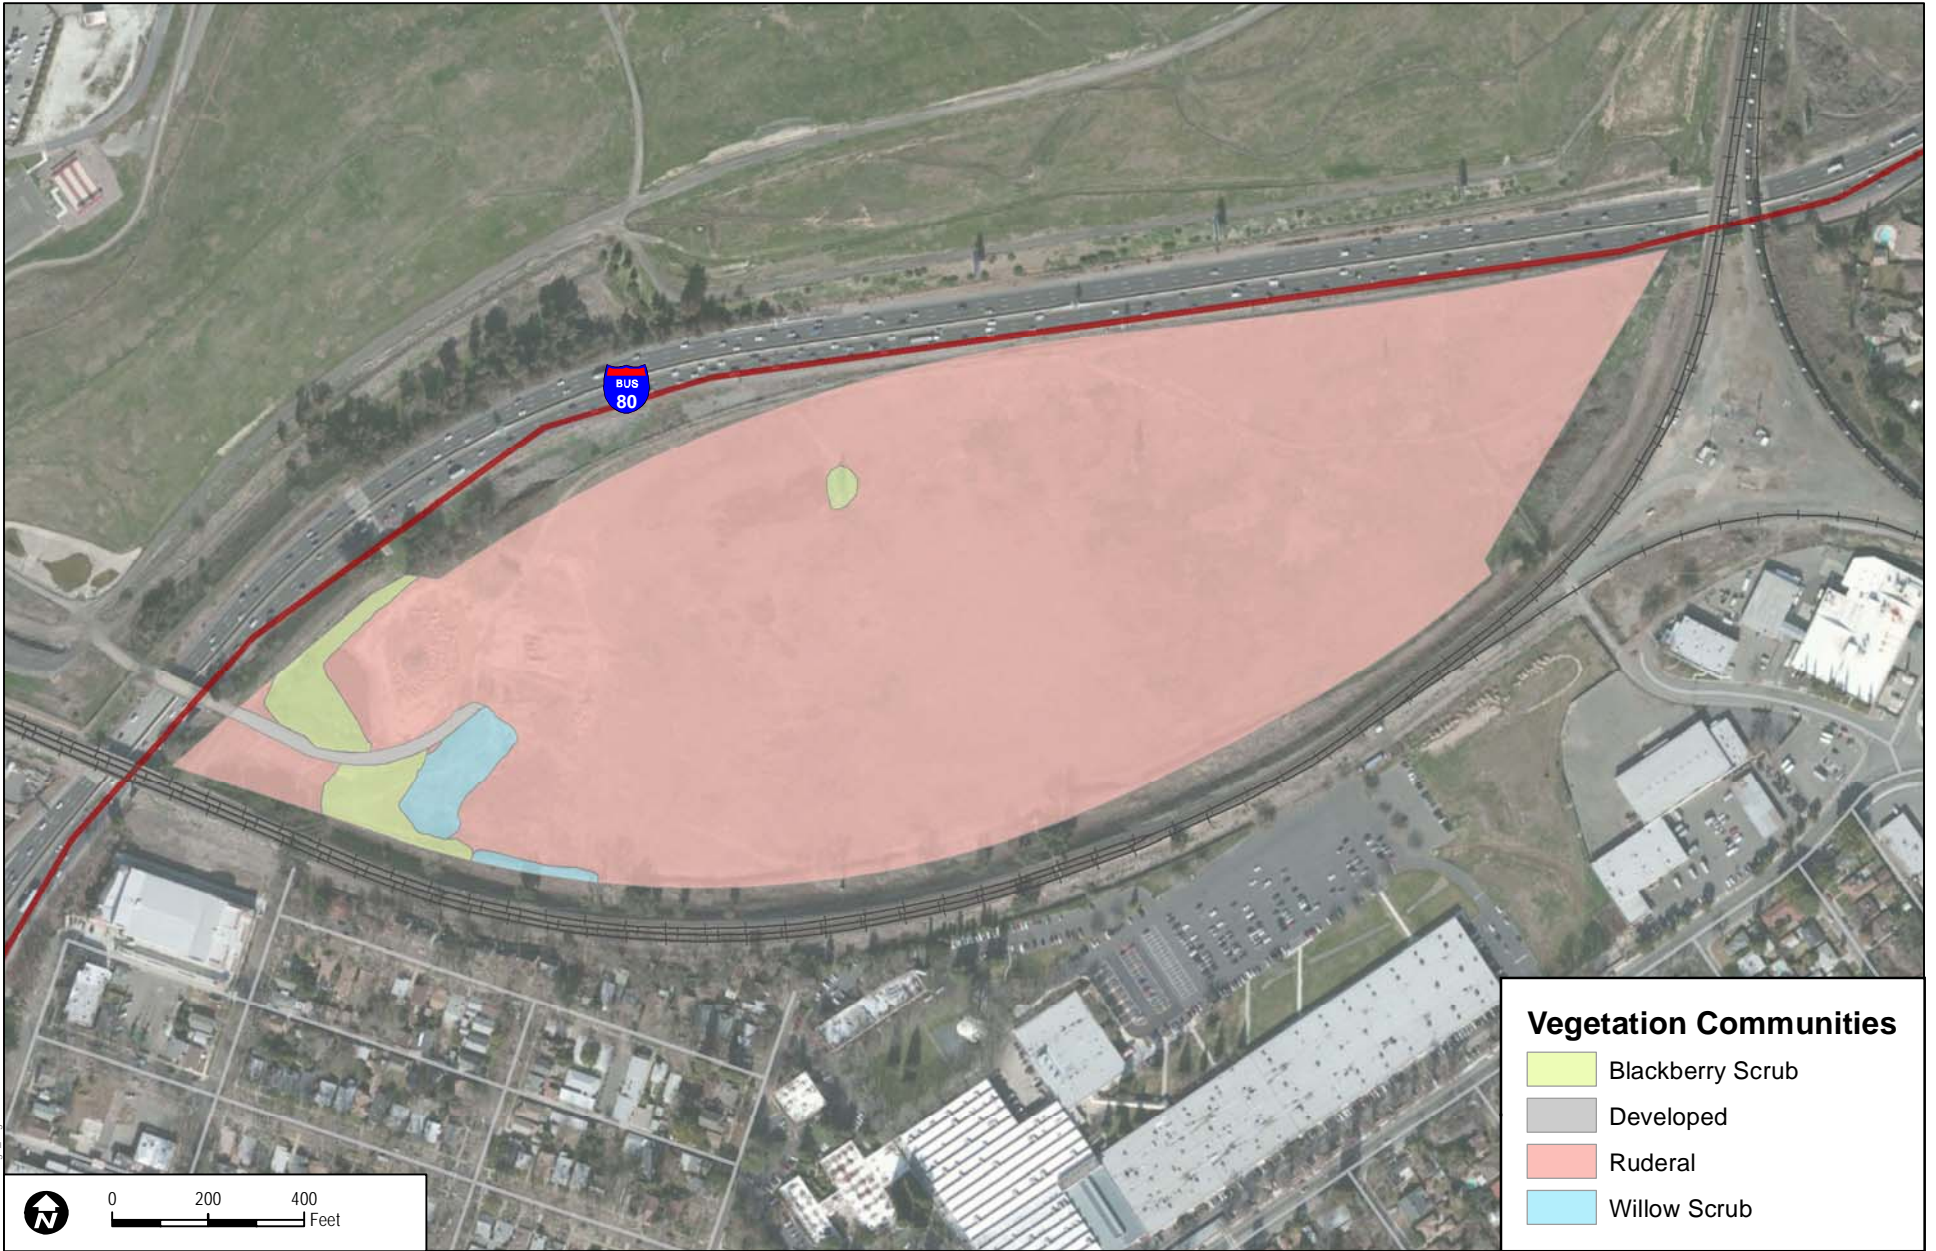 BUS
80
Vegetation Communities
Blackberry Scrub
Developed
Ruderal
Willow Scrub
N
0 200 400
Feet